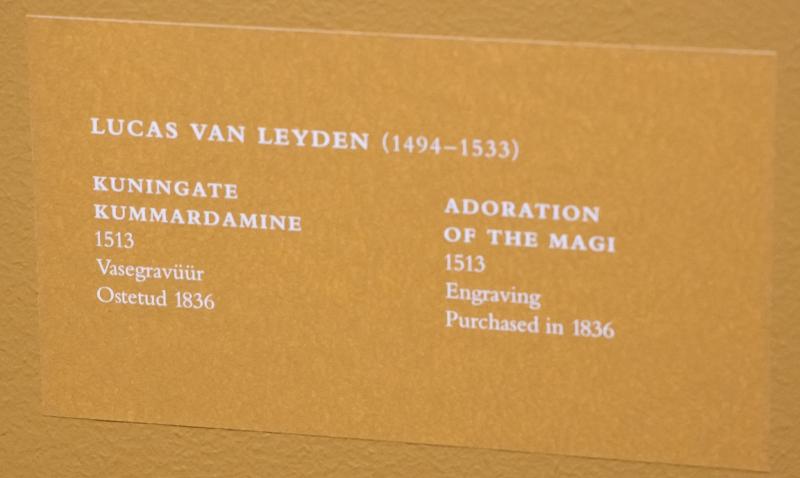 LUCAS VAN LEYDEN (1494–1533)
KUNINGATE
KUMMARDAMINE
1513
Vasegravüür
Ostetud 1836
ADORATION
OF THE MAGI
1513
Engraving
Purchased in 1836